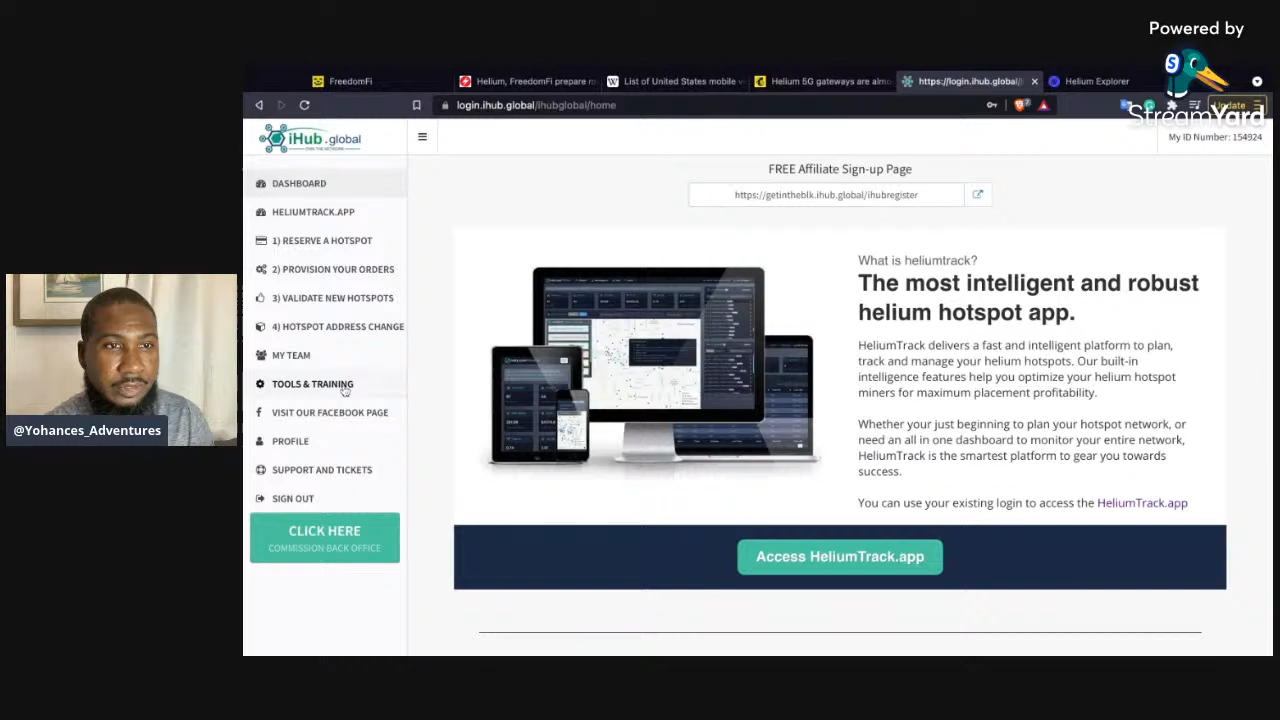 Powered by
StreamYard
FreedomFi
Helium, FreedomFi prepare n
List of United States mobile v
Helium 5G gateways are almo
https://login.ihub.global/i
Helium Explorer
login.ihub.global/ihubglobal/home
Update
iHub.global
My ID Number: 154924
DASHBOARD
HELIUMTRACK.APP
1) RESERVE A HOTSPOT
2) PROVISION YOUR ORDERS
3) VALIDATE NEW HOTSPOTS
4) HOTSPOT ADDRESS CHANGE
MY TEAM
TOOLS & TRAINING
VISIT OUR FACEBOOK PAGE
PROFILE
SUPPORT AND TICKETS
SIGN OUT
CLICK HERE
COMMISSION BACK OFFICE
FREE Affiliate Sign-up Page
https://getintheblk.ihub.global/ihubregister
What is heliumtrack?
The most intelligent and robust
helium hotspot app.
HeliumTrack delivers a fast and intelligent platform to plan,
track and manage your helium hotspots. Our built-in
intelligence features help you optimize your helium hotspot
miners for maximum placement profitability.
Whether your just beginning to plan your hotspot network, or
need an all in one dashboard to monitor your entire network,
HeliumTrack is the smartest platform to gear you towards
success.
You can use your existing login to access the HeliumTrack.app
Access HeliumTrack.app
@Yohances_Adventures